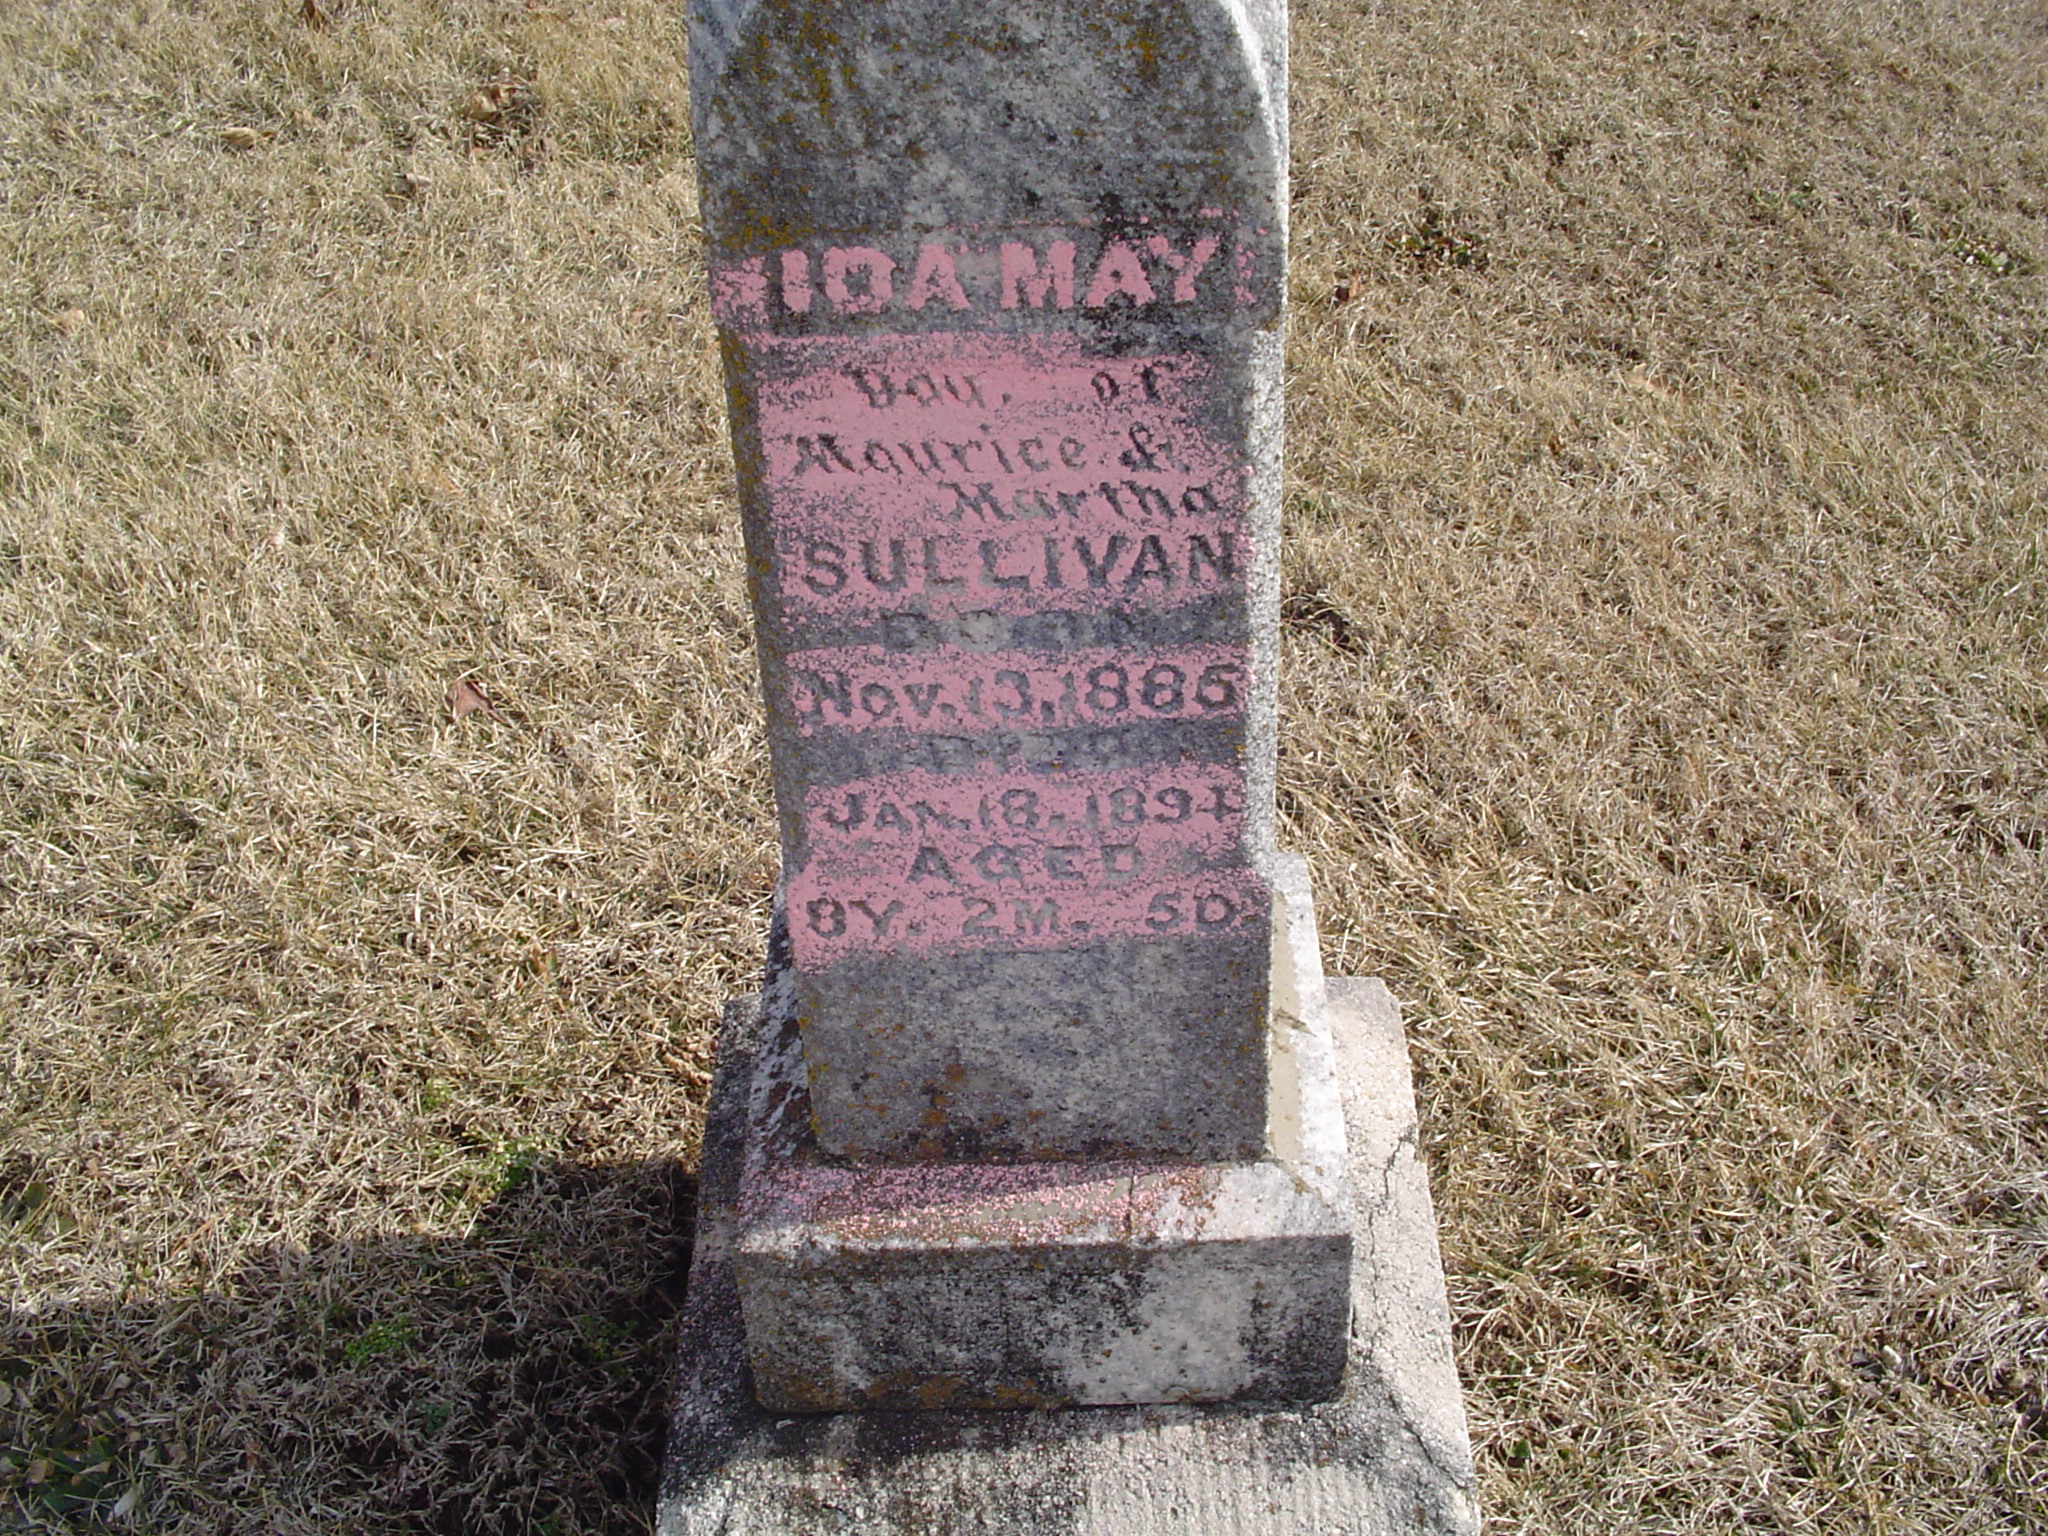 IDA MAY
Dau. of
Maurice &
Martha
SULLIVAN
BORN
Nov. 13, 1885
DIED
JAN. 18, 1894
AGED
8Y. 2M. 5D.